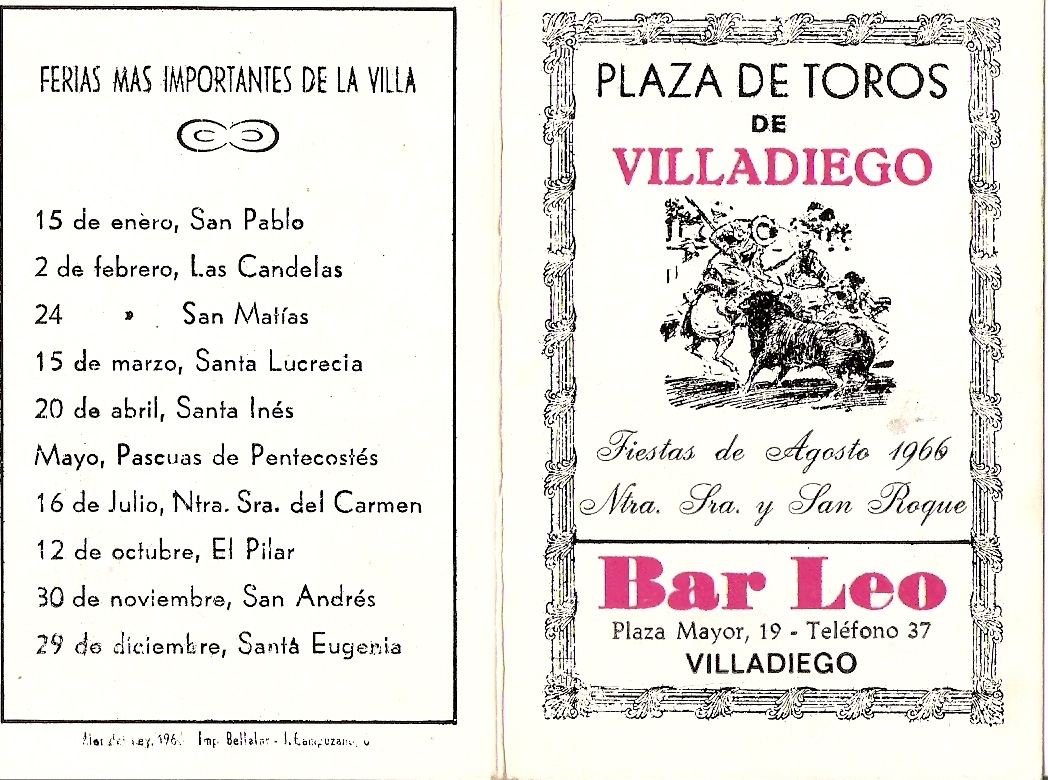 FERIAS MAS IMPORTANTES DE LA VILLA
15 de enero, San Pablo
2 de febrero, Las Candelas
24 » San Matías
15 de marzo, Santa Lucrecia
20 de abril, Santa Inés
Mayo, Pascuas de Pentecostés
16 de Julio, Ntra. Sra. del Carmen
12 de octubre, El Pilar
30 de noviembre, San Andrés
29 de diciembre, Santa Eugenia
Imp.
PLAZA DE TOROS
DE
VILLADIEGO
Fiestas de Agosto 1966
Ntra. Sra. y San Roque
Bar Leo
Plaza Mayor, 19 - Teléfono 37
VILLADIEGO